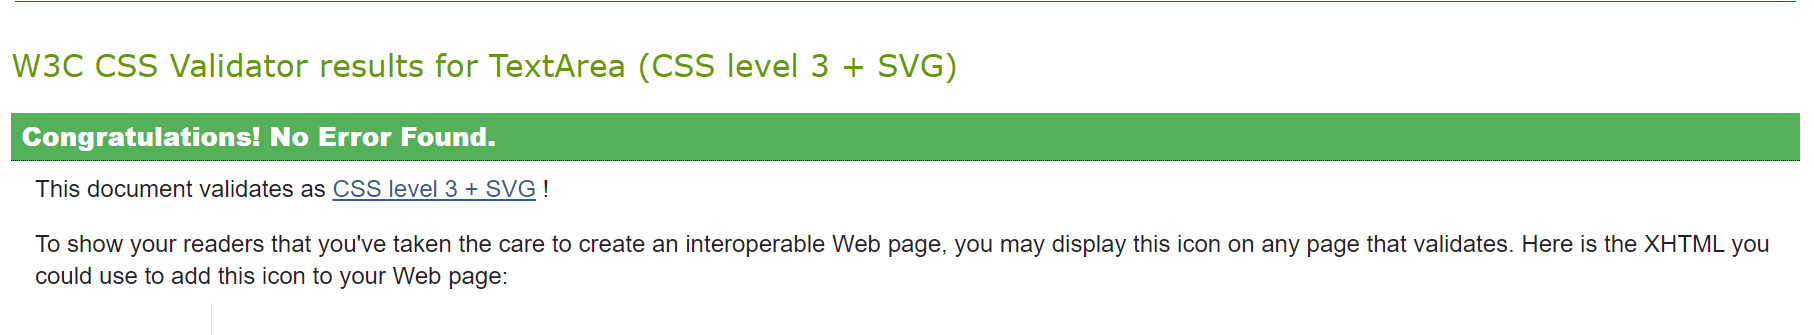 W3C CSS Validator results for TextArea (CSS level 3 + SVG)
Congratulations! No Error Found.
This document validates as CSS level 3 + SVG !
To show your readers that you've taken the care to create an interoperable Web page, you may display this icon on any page that validates. Here is the XHTML you
could use to add this icon to your Web page: